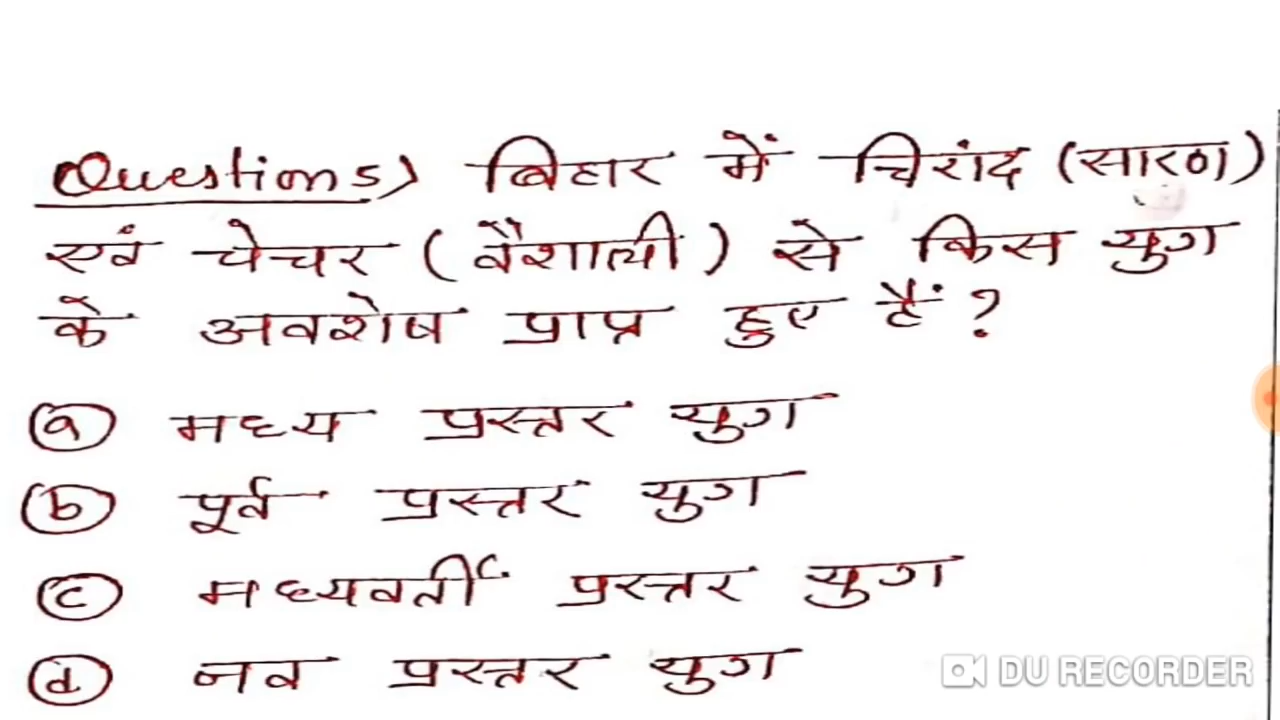 Questions) बिहार में चिरांद (सारण)
एवं चेचर (वैशाली) से किस युग
के अवशेष प्राप्त हुए हैं?
(a) मध्य प्रस्तर युग
(b) पूर्व प्रस्तर युग
(c) मध्यवर्ती प्रस्तर युग
(d) नव प्रस्तर युग
DU RECORDER